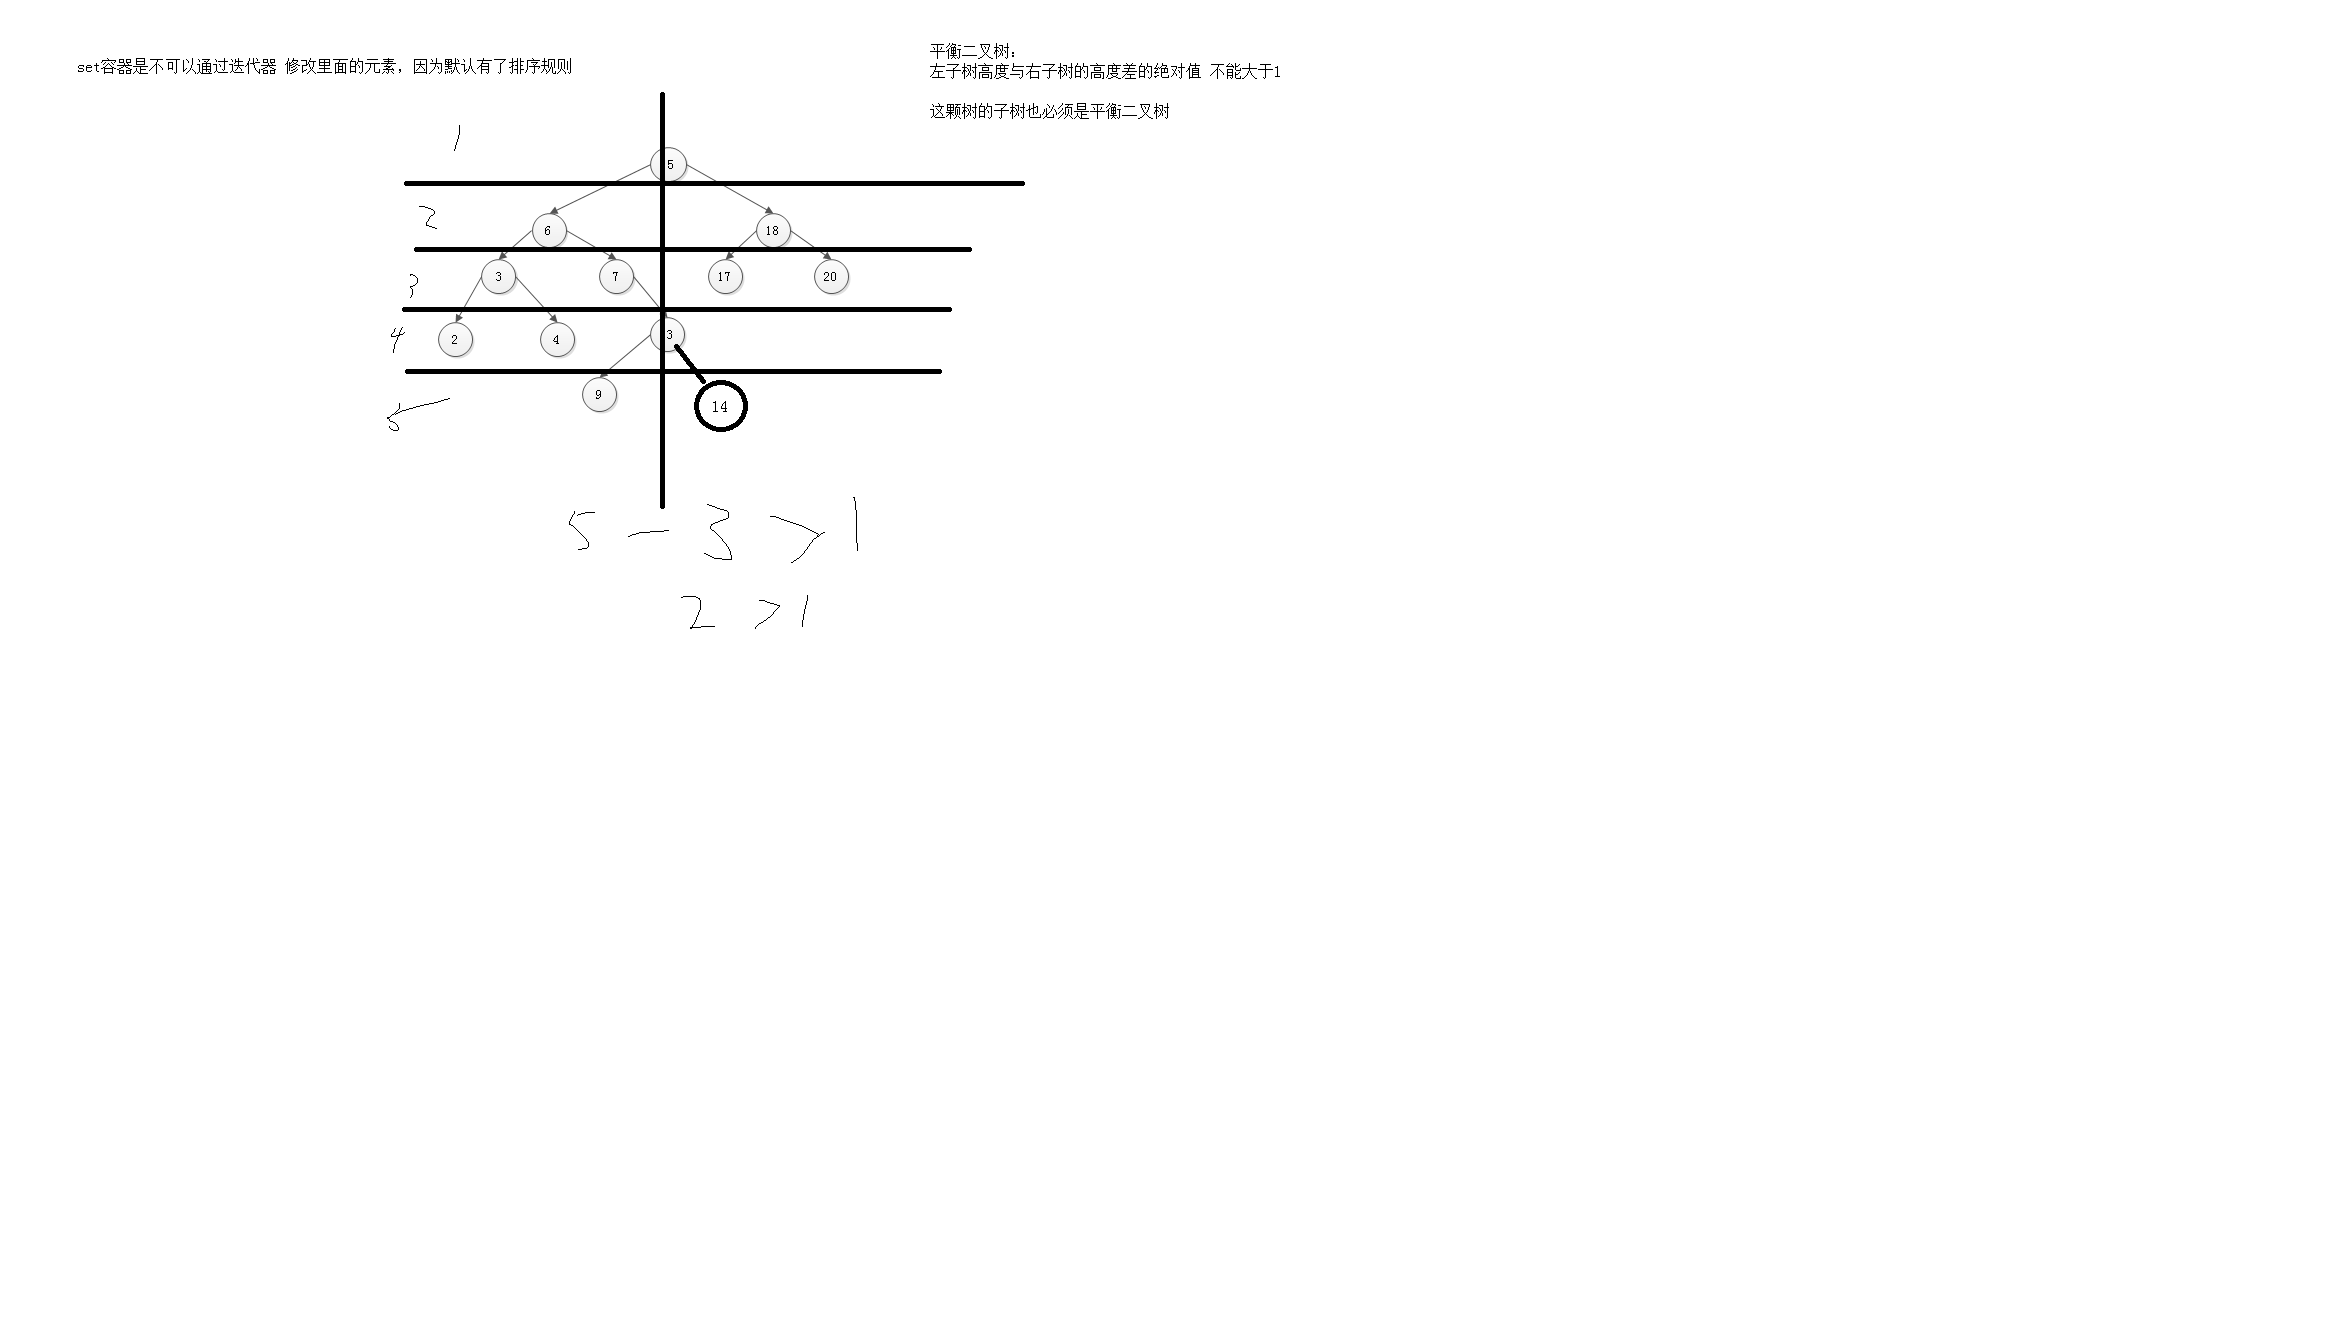 set容器是不可以通过迭代器 修改里面的元素，因为默认有了排序规则
平衡二叉树：
左子树高度与右子树的高度差的绝对值 不能大于1
这颗树的子树也必须是平衡二叉树
1
5
2
6 18
3
3 7 17 20
4
2 4 3
5
9 14
5 - 3 > 1
2 > 1